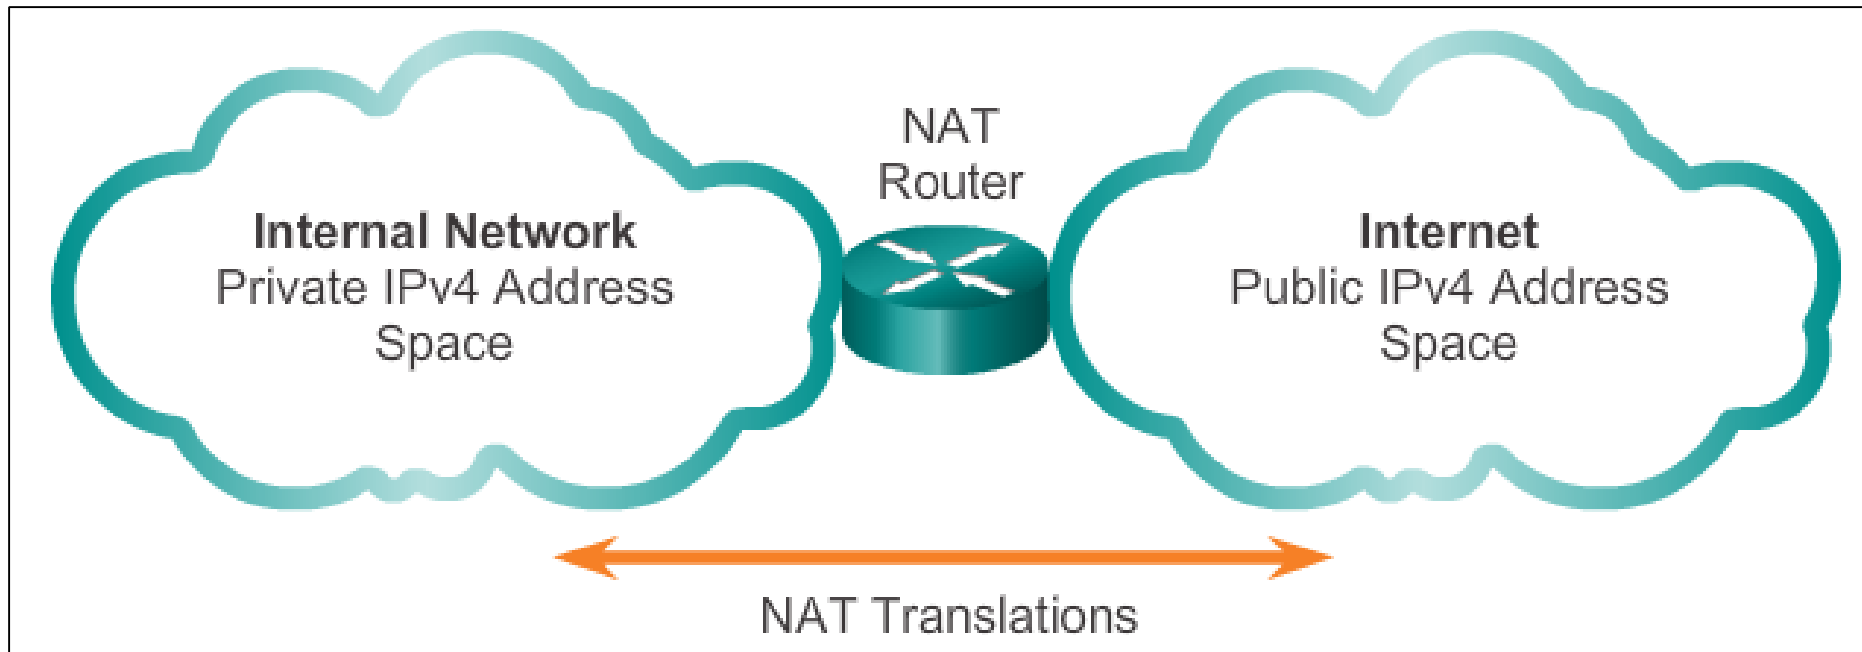 NAT
Router
Internal Network
Private IPv4 Address
Space
Internet
Public IPv4 Address
Space
NAT Translations